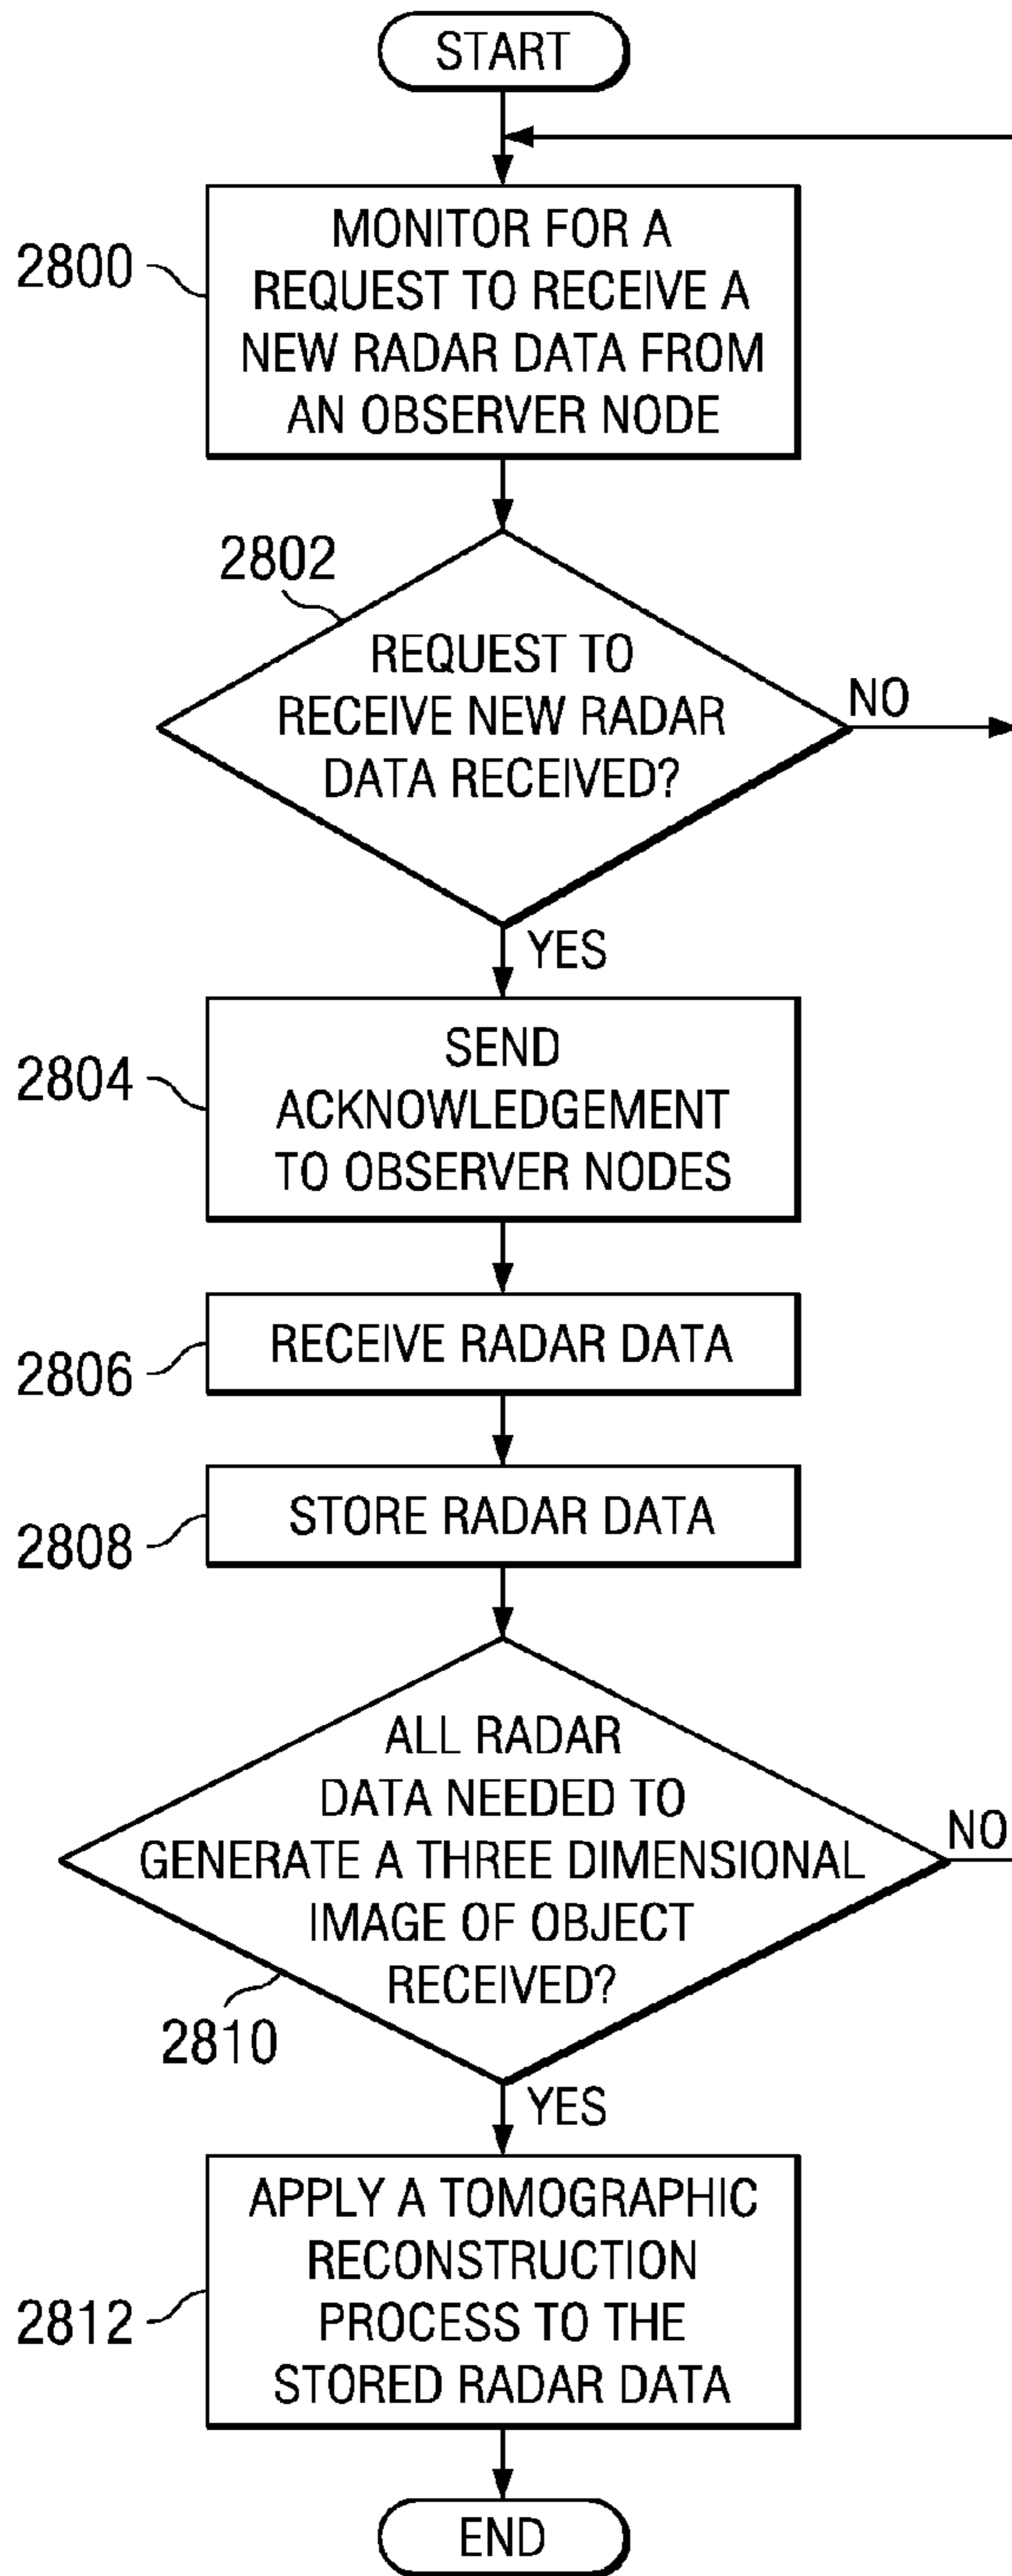 START
2800
MONITOR FOR A
REQUEST TO RECEIVE A
NEW RADAR DATA FROM
AN OBSERVER NODE
2802
REQUEST TO
RECEIVE NEW RADAR
DATA RECEIVED?
NO
YES
2804
SEND
ACKNOWLEDGEMENT
TO OBSERVER NODES
2806
RECEIVE RADAR DATA
2808
STORE RADAR DATA
ALL RADAR
DATA NEEDED TO
GENERATE A THREE DIMENSIONAL
IMAGE OF OBJECT
RECEIVED?
NO
2810
YES
2812
APPLY A TOMOGRAPHIC
RECONSTRUCTION
PROCESS TO THE
STORED RADAR DATA
END